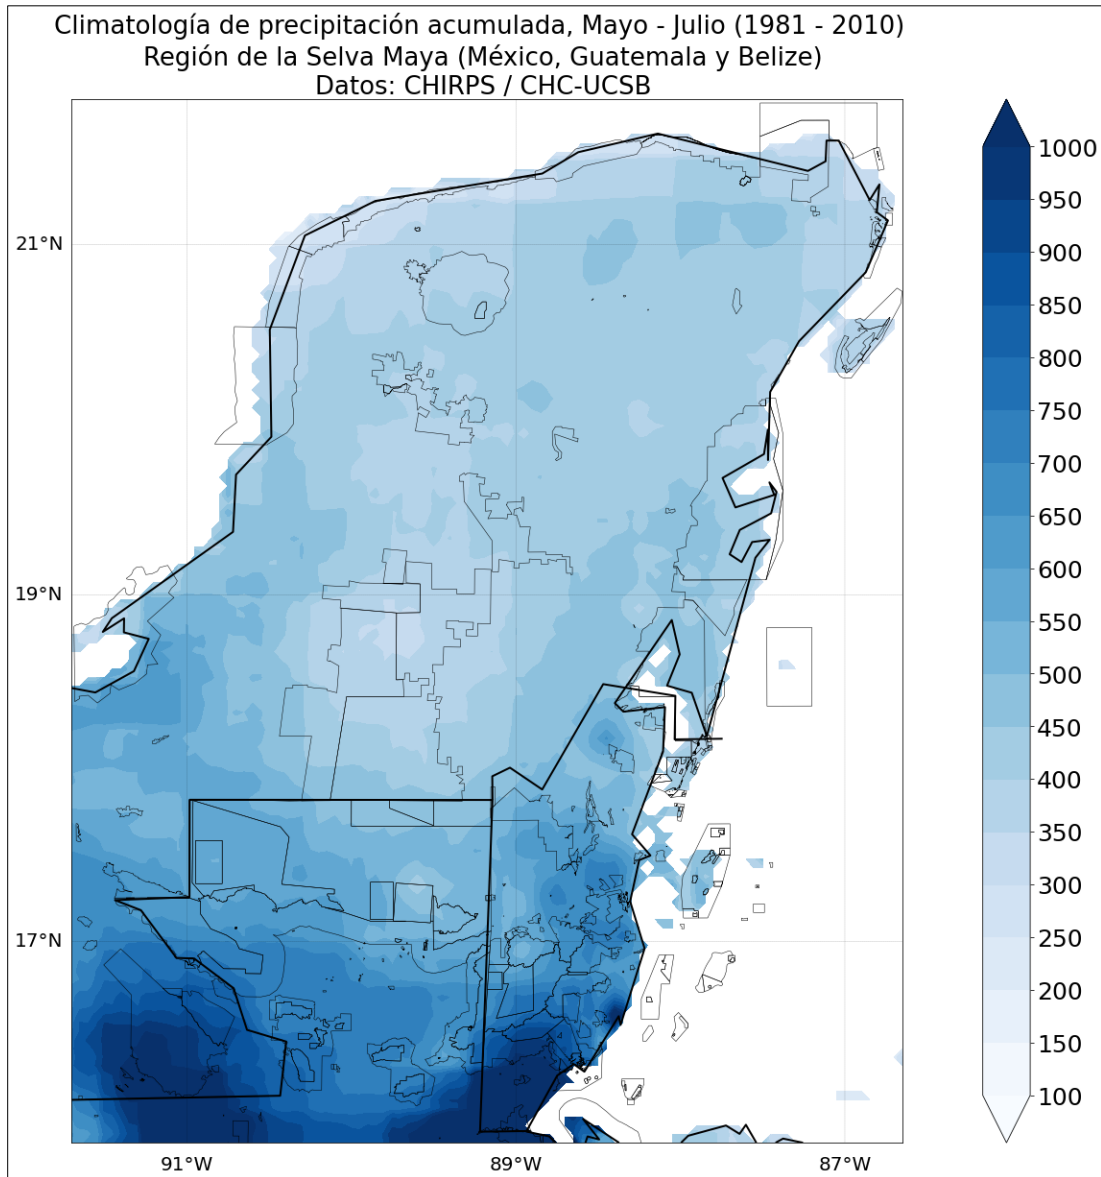 Climatología de precipitación acumulada, Mayo - Julio (1981 - 2010)
Región de la Selva Maya (México, Guatemala y Belize)
Datos: CHIRPS / CHC-UCSB
21°N
19°N
17°N
91°W
89°W
87°W
1000
950
900
850
800
750
700
650
600
550
500
450
400
350
300
250
200
150
100